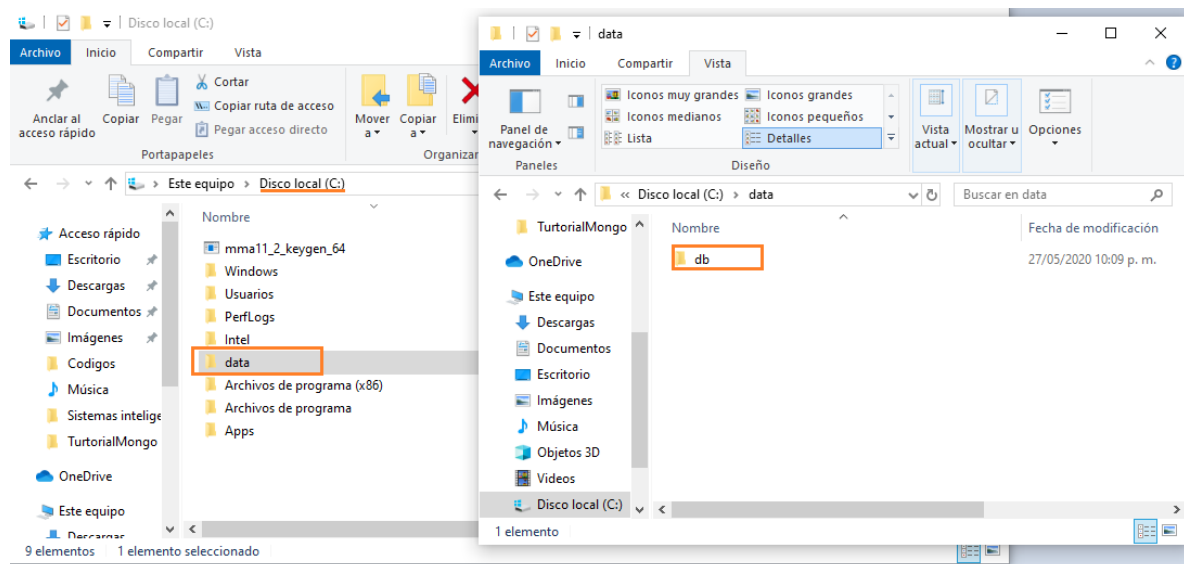 Disco local (C:)
Archivo Inicio Compartir Vista
Anclar al acceso rápido
Copiar
Pegar
Cortar
Copiar ruta de acceso
Pegar acceso directo
Portapapeles
Mover a
Copiar a
Elimi
Organizar
Este equipo > Disco local (C:)
Nombre
Acceso rápido
Escritorio
Descargas
Documentos
Imágenes
Codigos
Música
Sistemas intelige
TurtorialMongo
OneDrive
Este equipo
Descargas
mma11_2_keygen_64
Windows
Usuarios
PerfLogs
Intel
data
Archivos de programa (x86)
Archivos de programa
Apps
9 elementos 1 elemento seleccionado
data
Archivo Inicio Compartir Vista
Panel de navegación
Paneles
Iconos muy grandes Iconos grandes
Iconos medianos Iconos pequeños
Lista Detalles
Diseño
Vista actual
Mostrar u ocultar
Opciones
« Disco local (C:) > data
Buscar en data
TurtorialMongo
OneDrive
Este equipo
Descargas
Documentos
Escritorio
Imágenes
Música
Objetos 3D
Videos
Disco local (C:)
Nombre Fecha de modificación
db 27/05/2020 10:09 p. m.
1 elemento